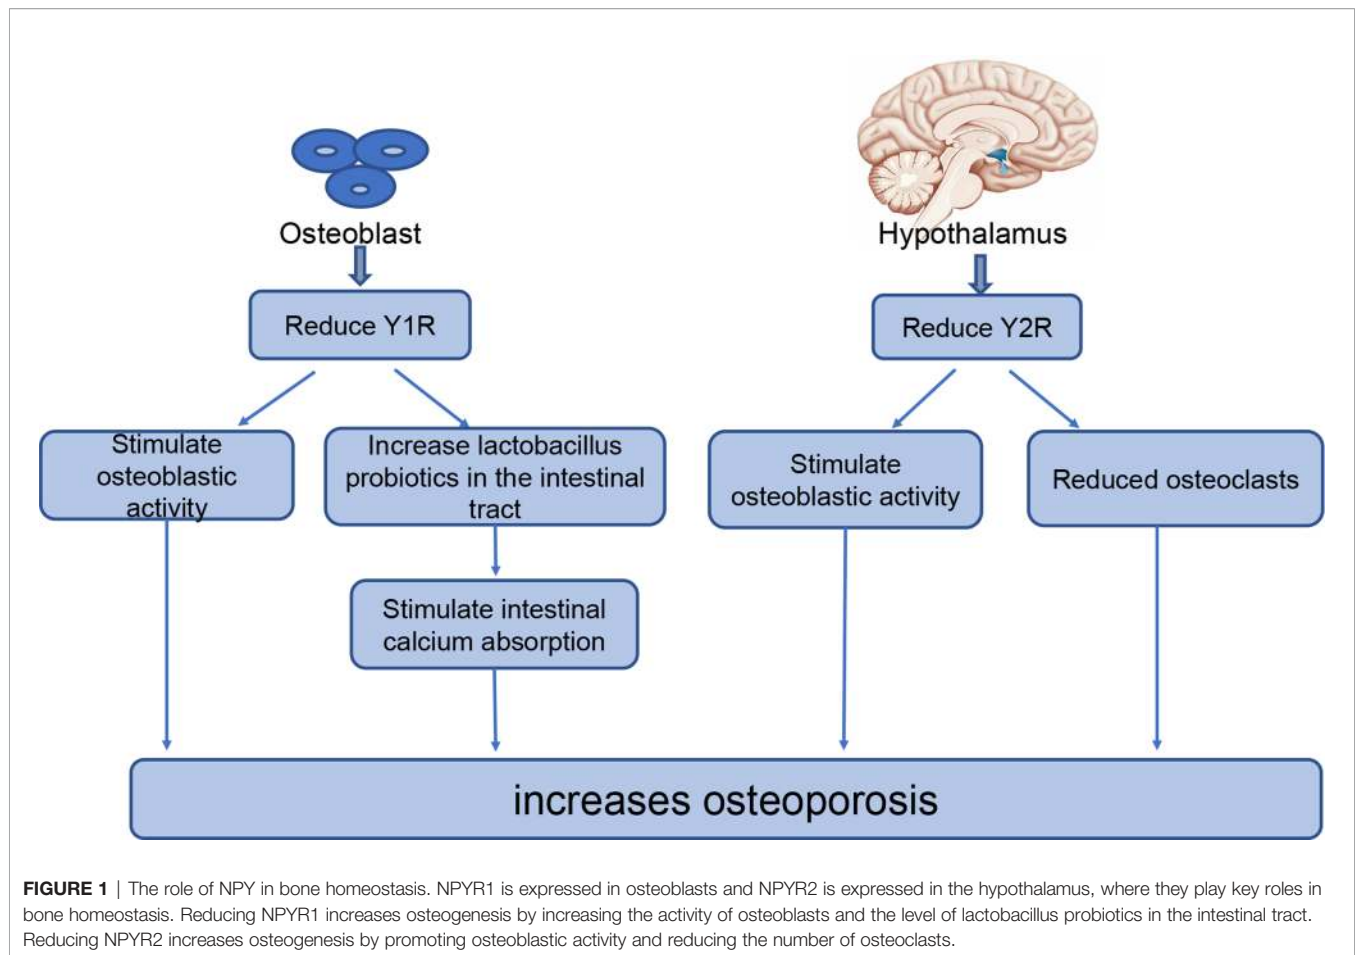 Osteoblast
Hypothalamus
Reduce Y1R
Reduce Y2R
Stimulate
osteoblastic
activity
Increase lactobacillus
probiotics in the intestinal
tract
Stimulate
osteoblastic activity
Reduced osteoclasts
Stimulate intestinal
calcium absorption
increases osteoporosis
FIGURE 1 | The role of NPY in bone homeostasis. NPYR1 is expressed in osteoblasts and NPYR2 is expressed in the hypothalamus, where they play key roles in
bone homeostasis. Reducing NPYR1 increases osteogenesis by increasing the activity of osteoblasts and the level of lactobacillus probiotics in the intestinal tract.
Reducing NPYR2 increases osteogenesis by promoting osteoblastic activity and reducing the number of osteoclasts.